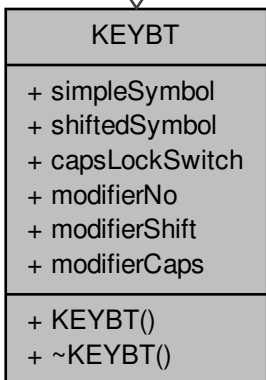 KEYBT
+ simpleSymbol
+ shiftedSymbol
+ capsLockSwitch
+ modifierNo
+ modifierShift
+ modifierCaps
+ KEYBT()
+ ~KEYBT()